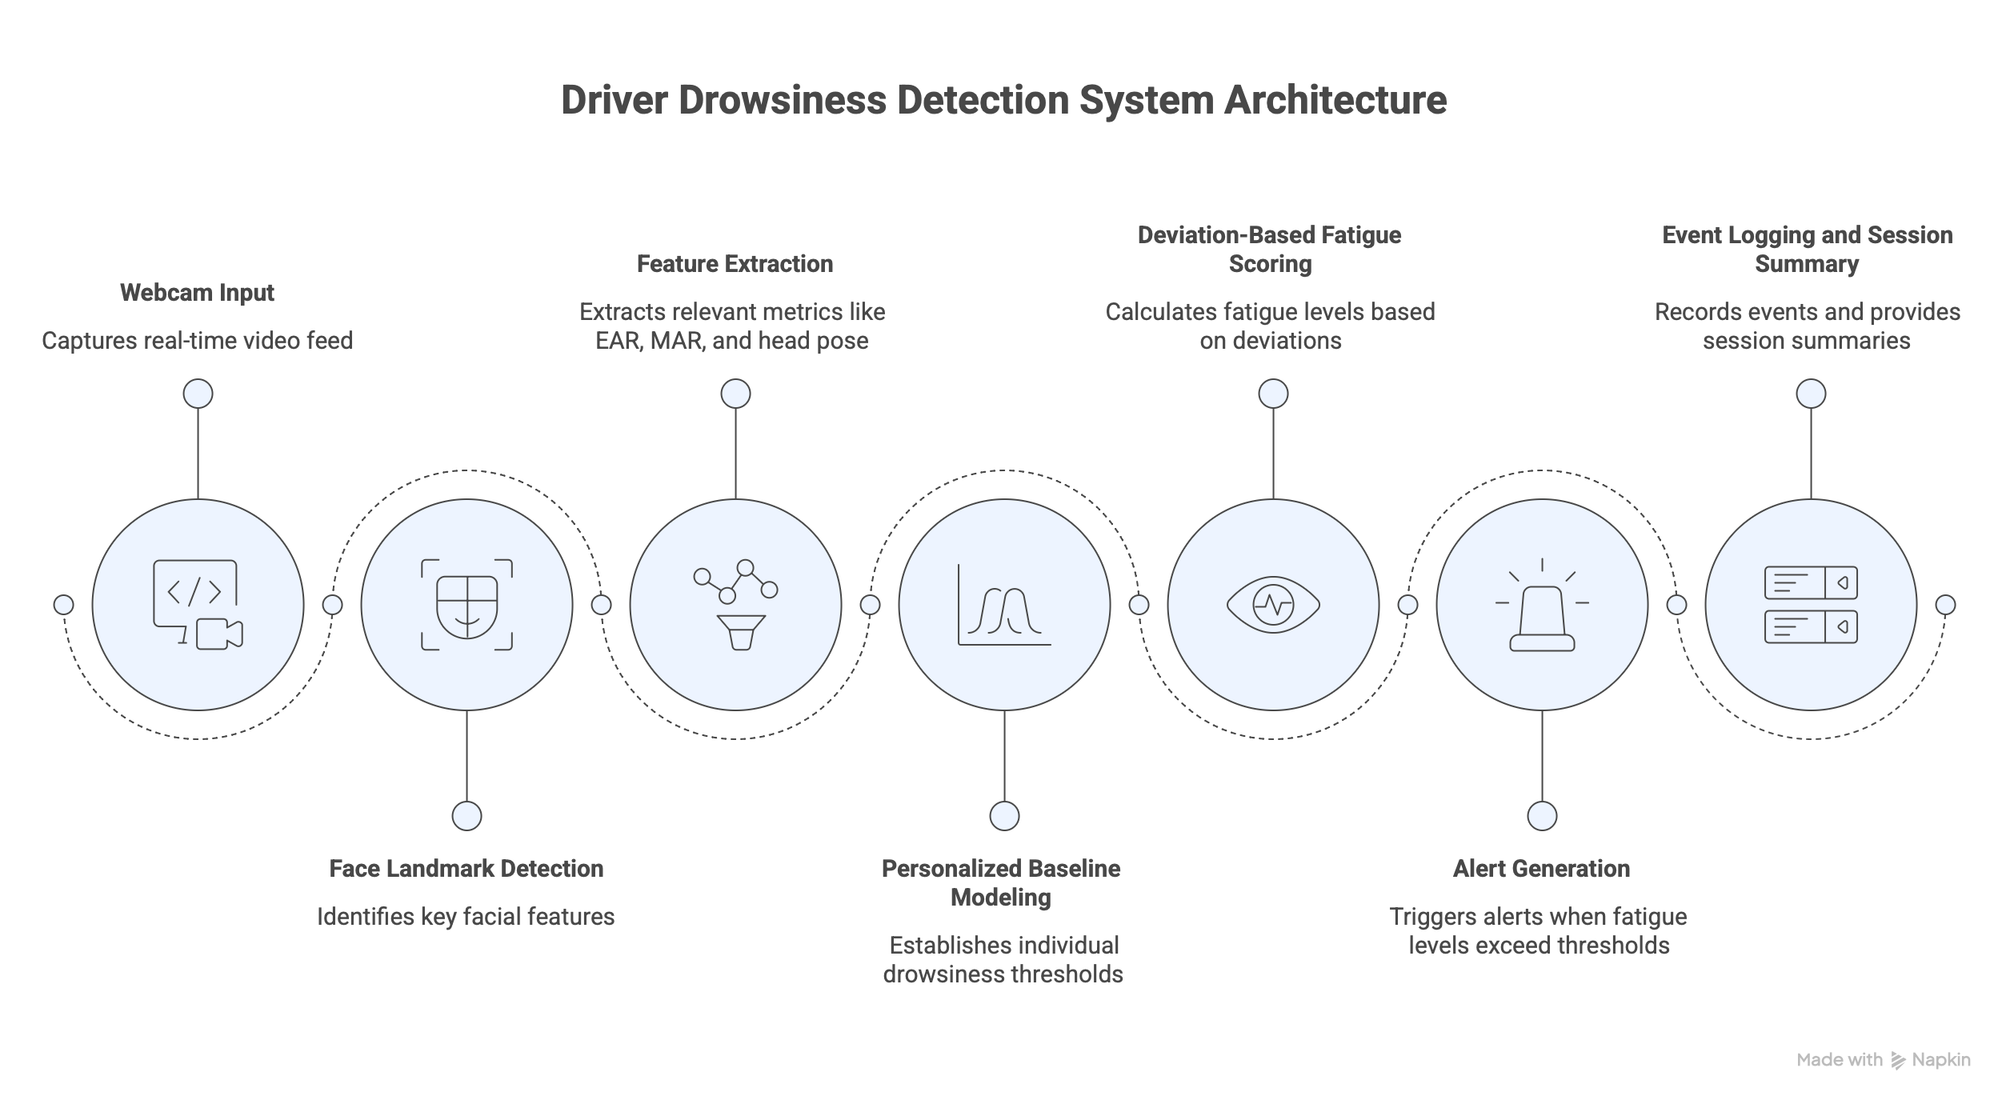 Driver Drowsiness Detection System Architecture
Webcam Input
Captures real-time video feed
Face Landmark Detection
Identifies key facial features
Feature Extraction
Extracts relevant metrics like
EAR, MAR, and head pose
Personalized Baseline
Modeling
Establishes individual
drowsiness thresholds
Deviation-Based Fatigue
Scoring
Calculates fatigue levels based
on deviations
Alert Generation
Triggers alerts when fatigue
levels exceed thresholds
Event Logging and Session
Summary
Records events and provides
session summaries
Made with Napkin